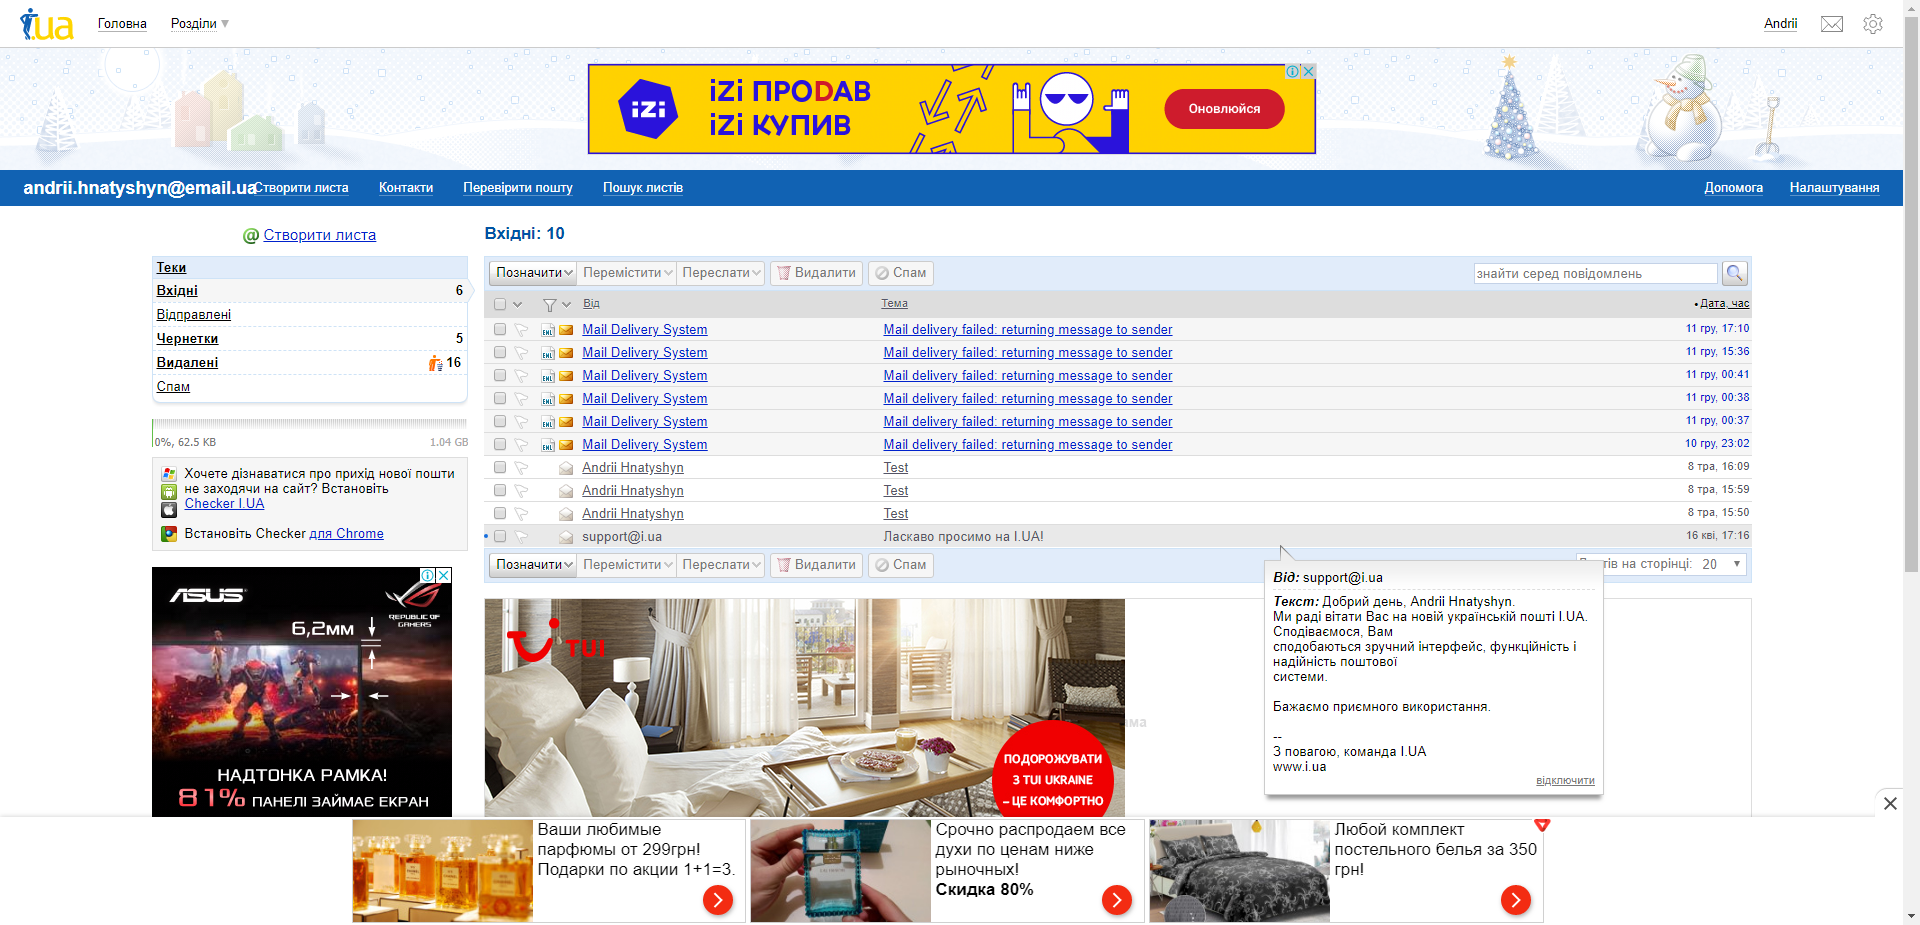 i.ua
Головна
Розділи
Andrii
iZi
iZi ПРОDАВ
iZi КУПИВ
Оновлюйся
andrii.hnatyshyn@email.ua
Створити листа
Контакти
Перевірити пошту
Пошук листів
Допомога
Налаштування
@ Створити листа
Теки
Вхідні 6
Відправлені
Чернетки 5
Видалені 16
Спам
0%, 62.5 KB 1.04 GB
Хочете дізнаватися про прихід нової пошти
не заходячи на сайт? Встановіть
Checker I.UA
Встановіть Checker для Chrome
ASUS
REPUBLIC OF
GAMERS
6,2мм
НАДТОНКА РАМКА!
81% ПАНЕЛІ ЗАЙМАЄ ЕКРАН
Вхідні: 10
Позначити Перемістити Переслати Видалити Спам
знайти серед повідомлень
Від Тема Дата, час
Mail Delivery System Mail delivery failed: returning message to sender 11 гру, 17:10
Mail Delivery System Mail delivery failed: returning message to sender 11 гру, 15:36
Mail Delivery System Mail delivery failed: returning message to sender 11 гру, 00:41
Mail Delivery System Mail delivery failed: returning message to sender 11 гру, 00:38
Mail Delivery System Mail delivery failed: returning message to sender 11 гру, 00:37
Mail Delivery System Mail delivery failed: returning message to sender 10 гру, 23:02
Andrii Hnatyshyn Test 8 тра, 16:09
Andrii Hnatyshyn Test 8 тра, 15:59
Andrii Hnatyshyn Test 8 тра, 15:50
support@i.ua Ласкаво просимо на I.UA! 16 кві, 17:16
Позначити Перемістити Переслати Видалити Спам
на сторінці: 20
Від: support@i.ua
Текст: Добрий день, Andrii Hnatyshyn.
Ми раді вітати Вас на новій українській пошті I.UA.
Сподіваємося, Вам
сподобаються зручний інтерфейс, функційність і
надійність поштової
системи.
Бажаємо приємного використання.
--
З повагою, команда I.UA
www.i.ua
відключити
TUI
ПОДОРОЖУВАТИ
З TUI UKRAINE
– ЦЕ КОМФОРТНО
Ваши любимые
парфюмы от 299грн!
Подарки по акции 1+1=3.
Срочно распродаем все
духи по ценам ниже
рыночных!
Скидка 80%
Любой комплект
постельного белья за 350
грн!